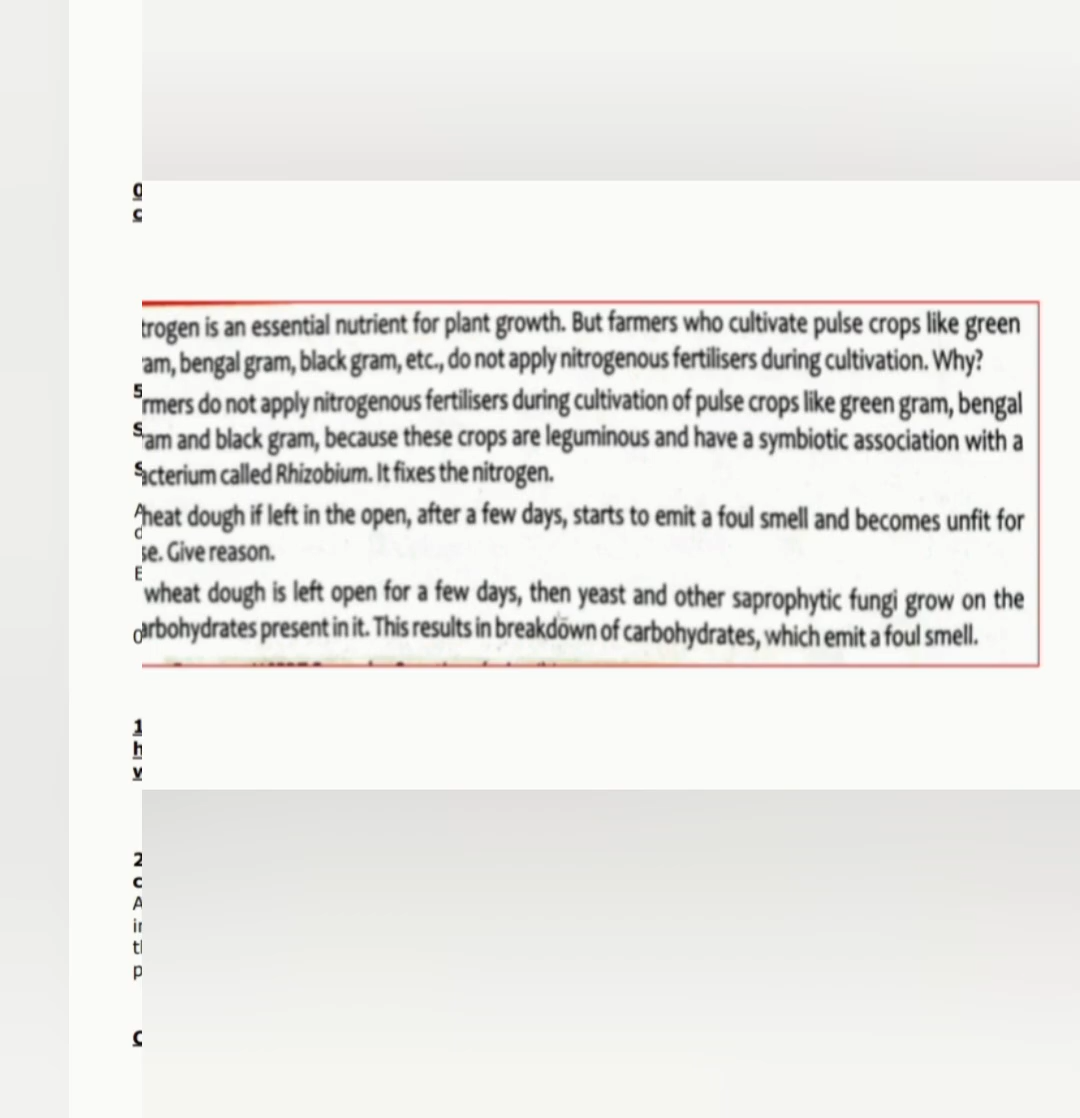 trogen is an essential nutrient for plant growth. But farmers who cultivate pulse crops like green
am, bengal gram, black gram, etc., do not apply nitrogenous fertilisers during cultivation. Why?
rmers do not apply nitrogenous fertilisers during cultivation of pulse crops like green gram, bengal
am and black gram, because these crops are leguminous and have a symbiotic association with a
acterium called Rhizobium. It fixes the nitrogen.
heat dough if left in the open, after a few days, starts to emit a foul smell and becomes unfit for
se. Give reason.
wheat dough is left open for a few days, then yeast and other saprophytic fungi grow on the
arbohydrates present in it. This results in breakdown of carbohydrates, which emit a foul smell.
1
h
v
2
c
A
p